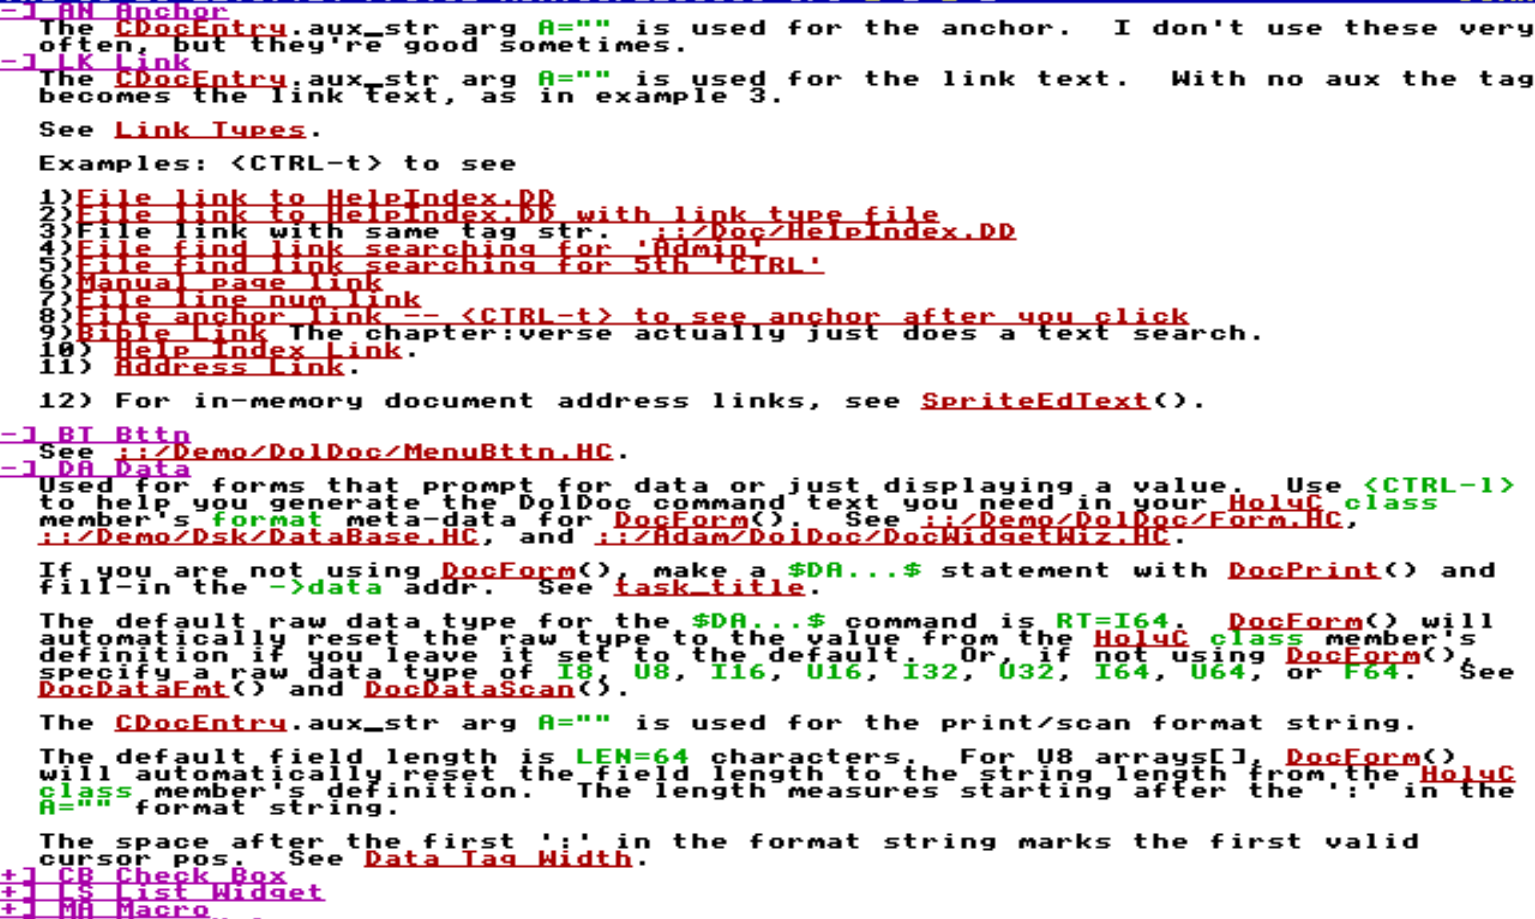 -] AN Anchor
The CDocEntry.aux_str arg A="" is used for the anchor. I don't use these very
often, but they're good sometimes.
-] LK Link
The CDocEntry.aux_str arg A="" is used for the link text. With no aux the tag
becomes the link text, as in example 3.
See Link Types.
Examples: <CTRL-t> to see
1)File link to HelpIndex.DD
2)File link to HelpIndex.DD with link type file
3)File link with same tag str. ::/Doc/HelpIndex.DD
4)File find link searching for 'Admin'
5)File find link searching for 5th 'CTRL'
6)Manual page link
7)File line num link
8)File anchor link -- <CTRL-t> to see anchor after you click
9)Bible Link The chapter:verse actually just does a text search.
10) Help Index Link.
11) Address Link.
12) For in-memory document address links, see SpriteEdText().
-] BT Bttn
See ::/Demo/DolDoc/MenuBttn.HC.
-] DA Data
Used for forms that prompt for data or just displaying a value. Use <CTRL-l>
to help you generate the DolDoc command text you need in your HolyC class
member's format meta-data for DocForm(). See ::/Demo/DolDoc/Form.HC,
::/Demo/Dsk/DataBase.HC, and ::/Adam/DolDoc/DocWidgetWiz.HC.
If you are not using DocForm(), make a $DA...$ statement with DocPrint() and
fill-in the ->data addr. See task_title.
The default raw data type for the $DA...$ command is RT=I64. DocForm() will
automatically reset the raw type to the value from the HolyC class member's
definition if you leave it set to the default. Or, if not using DocForm(),
specify a raw data type of I8, U8, I16, U16, I32, U32, I64, U64, or F64. See
DocDataFmt() and DocDataScan().
The CDocEntry.aux_str arg A="" is used for the print/scan format string.
The default field length is LEN=64 characters. For U8 arrays[], DocForm()
will automatically reset the field length to the string length from the HolyC
class member's definition. The length measures starting after the ':' in the
A="" format string.
The space after the first ':' in the format string marks the first valid
cursor pos. See Data Tag Width.
+] CB Check Box
+] LS List Widget
+] MA Macro